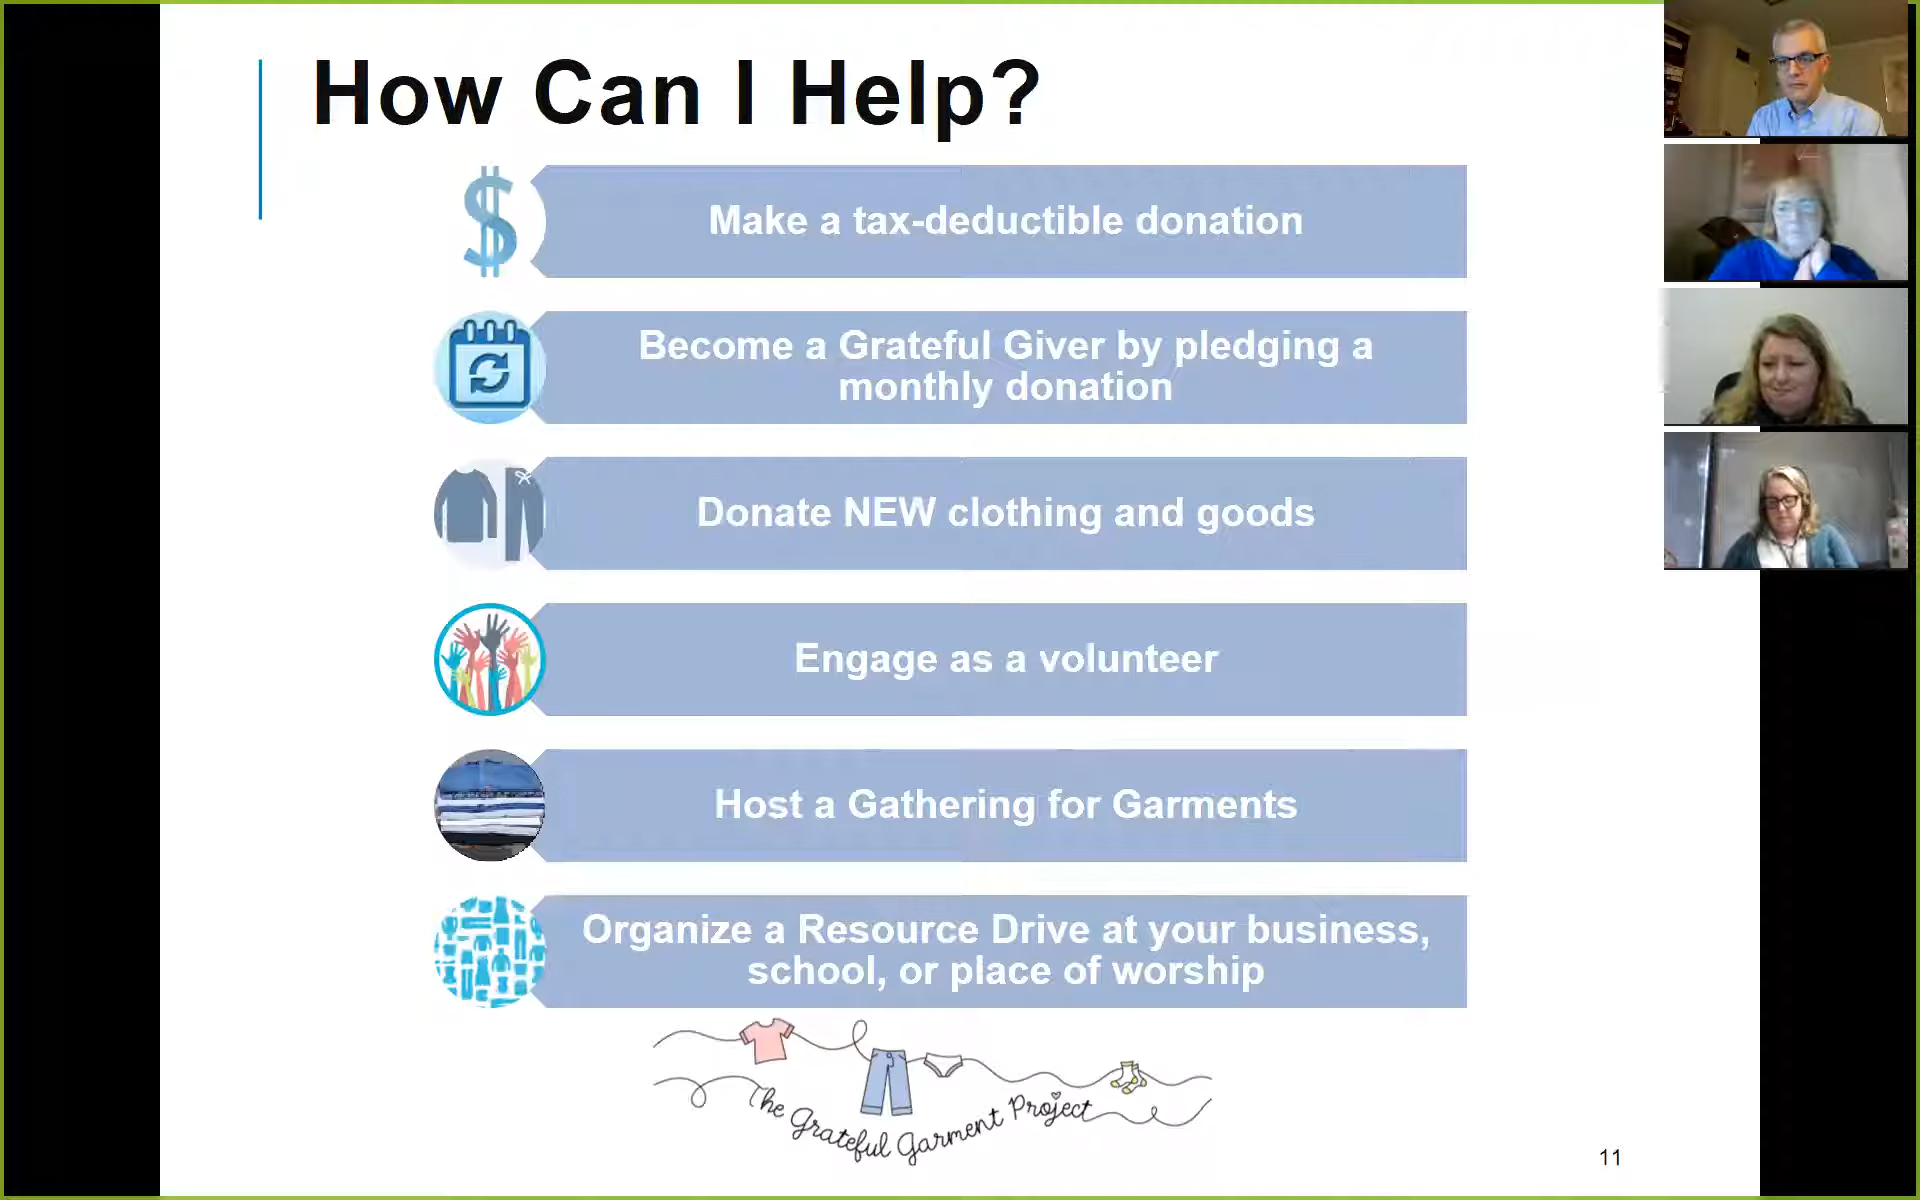 How Can I Help?
$
Make a tax-deductible donation
Become a Grateful Giver by pledging a
monthly donation
Donate NEW clothing and goods
Engage as a volunteer
Host a Gathering for Garments
Organize a Resource Drive at your business,
school, or place of worship
The Grateful Garment Project
11